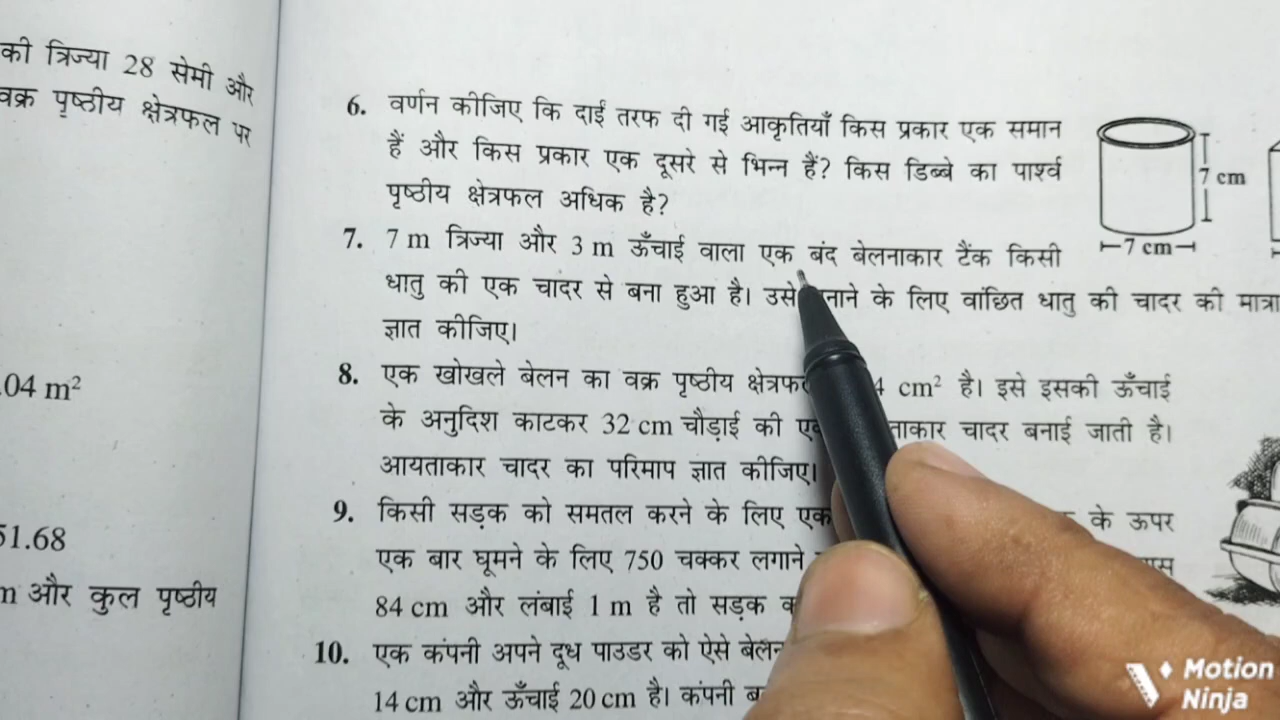 की त्रिज्या 28 सेमी और
वक्र पृष्ठीय क्षेत्रफल पर
.04 m²
51.68
m और कुल पृष्ठीय
6. वर्णन कीजिए कि दाईं तरफ दी गई आकृतियाँ किस प्रकार एक समान
हैं और किस प्रकार एक दूसरे से भिन्न हैं? किस डिब्बे का पार्श्व
पृष्ठीय क्षेत्रफल अधिक है?
7 cm
7 cm
7. 7 m त्रिज्या और 3 m ऊँचाई वाला एक बंद बेलनाकार टैंक किसी
धातु की एक चादर से बना हुआ है। उसे के लिए वांछित धातु की चादर की मात्रा
ज्ञात कीजिए।
8. एक खोखले बेलन का वक्र पृष्ठीय 4 cm² है। इसे इसकी ऊँचाई
के अनुदिश काटकर 32 cm चौड़ाई की चादर बनाई जाती है।
आयताकार चादर का परिमाप ज्ञात कीजिए।
9. किसी सड़क को समतल करने के लिए एक के ऊपर
एक बार घूमने के लिए 750 चक्कर लगाने
84 cm और लंबाई 1 m है तो सड़क
10. एक कंपनी अपने दूध पाउडर को ऐसे
14 cm और ऊँचाई 20 cm है। कंपनी
Motion
Ninja